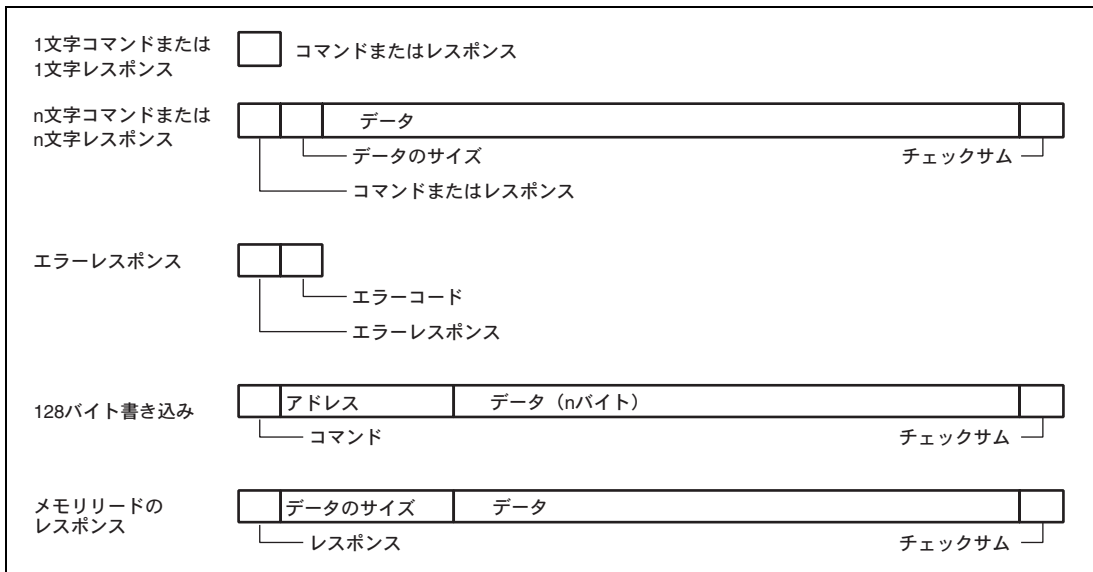 1文字コマンドまたは
1文字レスポンス
コマンドまたはレスポンス
n文字コマンドまたは
n文字レスポンス
データ
データのサイズ
チェックサム
コマンドまたはレスポンス
エラーレスポンス
エラーコード
エラーレスポンス
128バイト書き込み
アドレス
データ（nバイト）
コマンド
チェックサム
メモリリードの
レスポンス
データのサイズ
データ
レスポンス
チェックサム